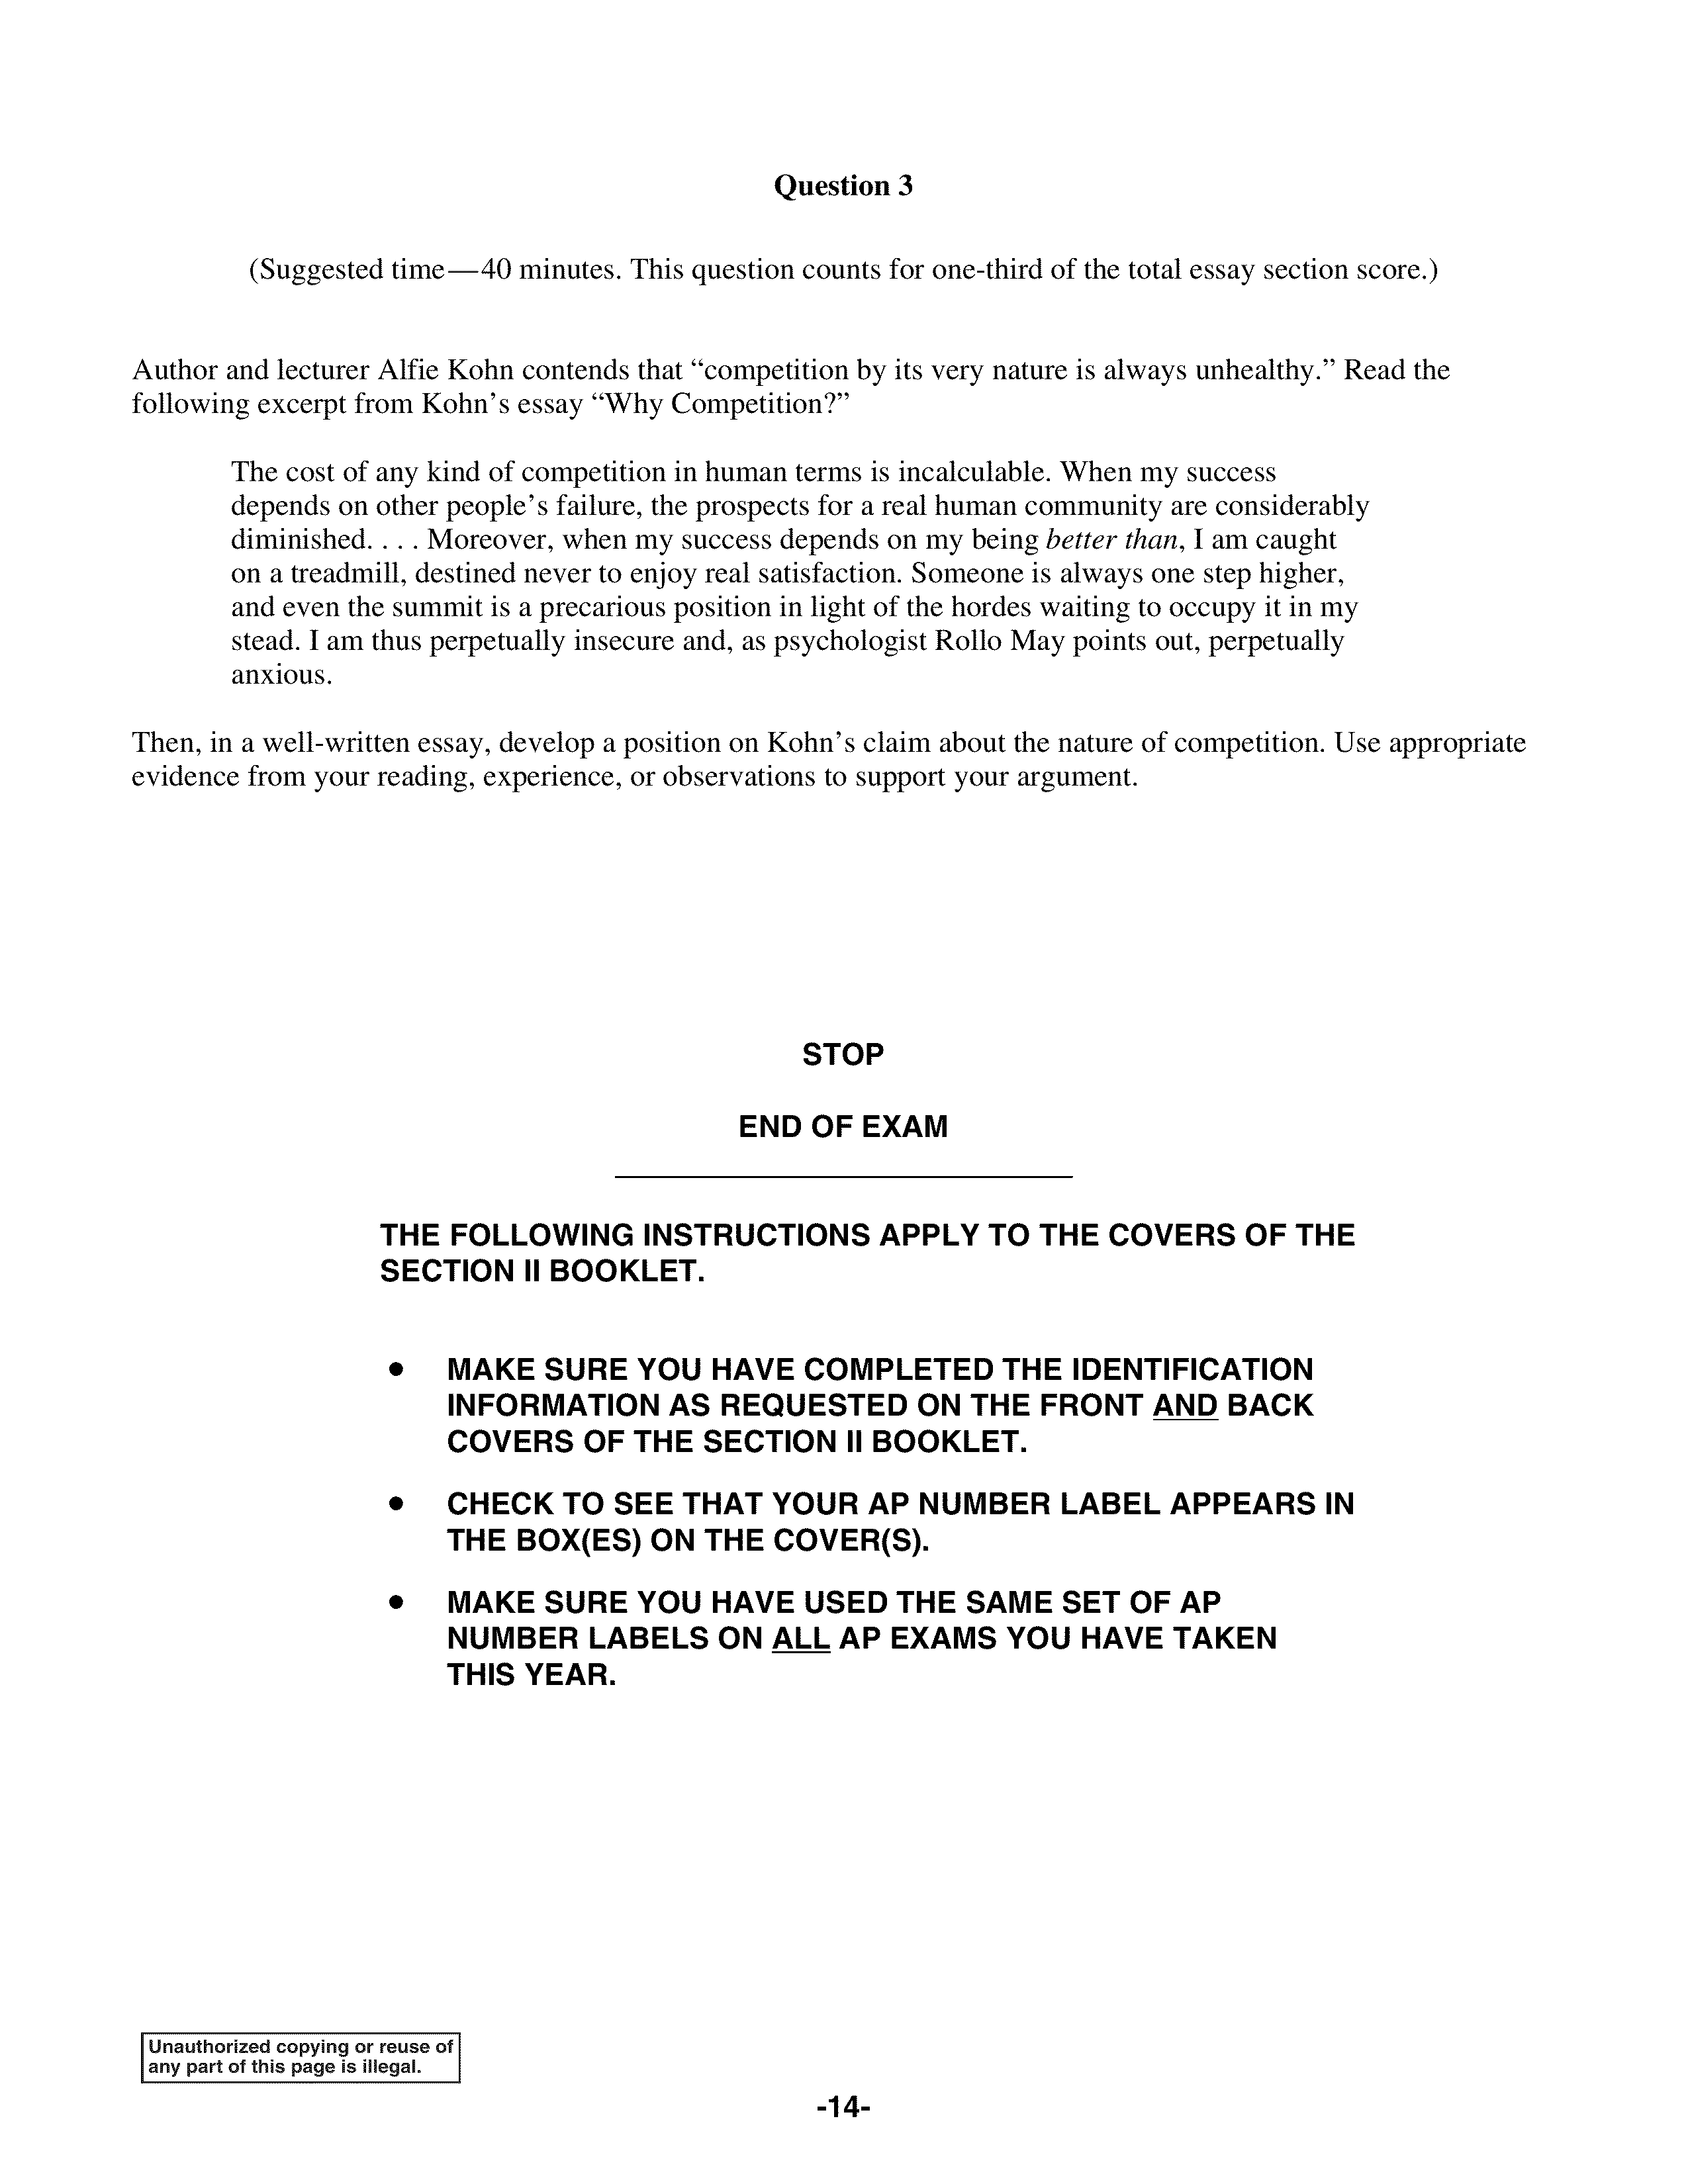 Question 3
(Suggested time—40 minutes. This question counts for one-third of the total essay section score.)
Author and lecturer Alfie Kohn contends that “competition by its very nature is always unhealthy.” Read the
following excerpt from Kohn’s essay “Why Competition?”
The cost of any kind of competition in human terms is incalculable. When my success
depends on other people’s failure, the prospects for a real human community are considerably
diminished. . . . Moreover, when my success depends on my being better than, I am caught
on a treadmill, destined never to enjoy real satisfaction. Someone is always one step higher,
and even the summit is a precarious position in light of the hordes waiting to occupy it in my
stead. I am thus perpetually insecure and, as psychologist Rollo May points out, perpetually
anxious.
Then, in a well-written essay, develop a position on Kohn’s claim about the nature of competition. Use appropriate
evidence from your reading, experience, or observations to support your argument.
STOP
END OF EXAM
THE FOLLOWING INSTRUCTIONS APPLY TO THE COVERS OF THE
SECTION II BOOKLET.
• MAKE SURE YOU HAVE COMPLETED THE IDENTIFICATION
INFORMATION AS REQUESTED ON THE FRONT AND BACK
COVERS OF THE SECTION II BOOKLET.
• CHECK TO SEE THAT YOUR AP NUMBER LABEL APPEARS IN
THE BOX(ES) ON THE COVER(S).
• MAKE SURE YOU HAVE USED THE SAME SET OF AP
NUMBER LABELS ON ALL AP EXAMS YOU HAVE TAKEN
THIS YEAR.
Unauthorized copying or reuse of
any part of this page is illegal.
-14-